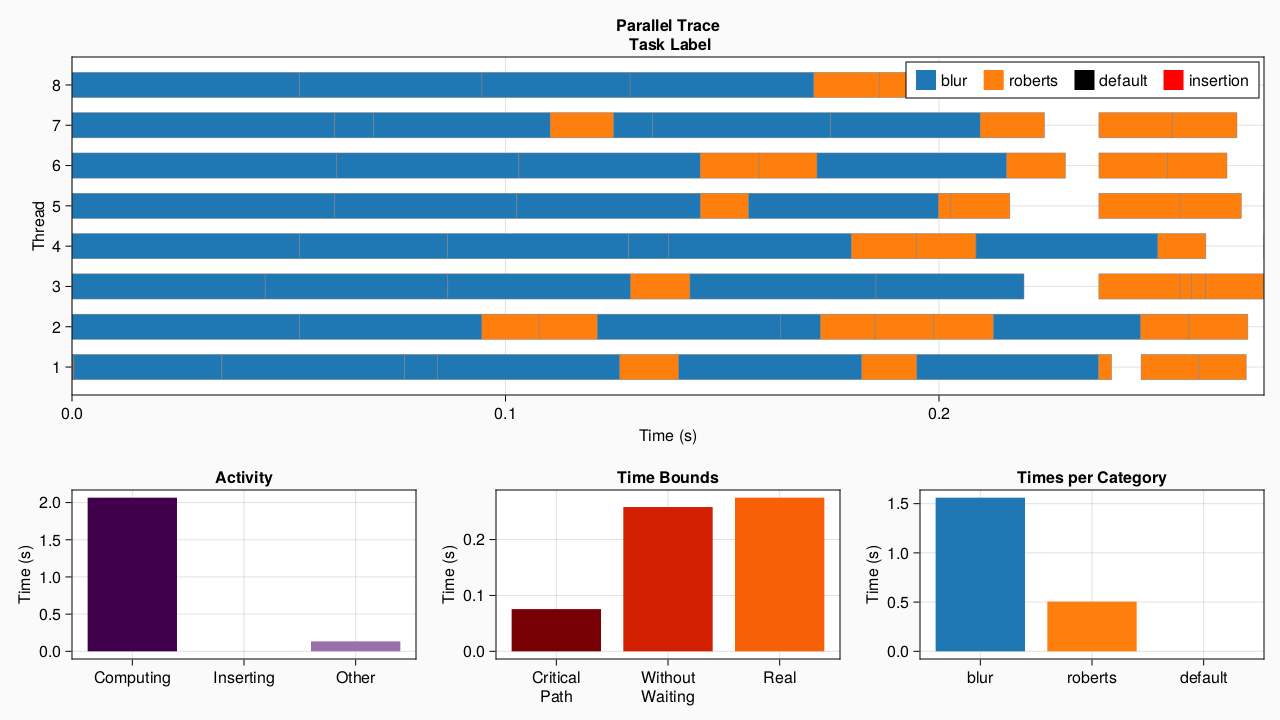 Parallel Trace
Task Label
Thread
8
7
6
5
4
3
2
1
blur
roberts
default
insertion
0.0
0.1
0.2
Time (s)
Activity
Time (s)
2.0
1.5
1.0
0.5
0.0
Computing
Inserting
Other
Time Bounds
Time (s)
0.2
0.1
0.0
Critical
Path
Without
Waiting
Real
Times per Category
Time (s)
1.5
1.0
0.5
0.0
blur
roberts
default